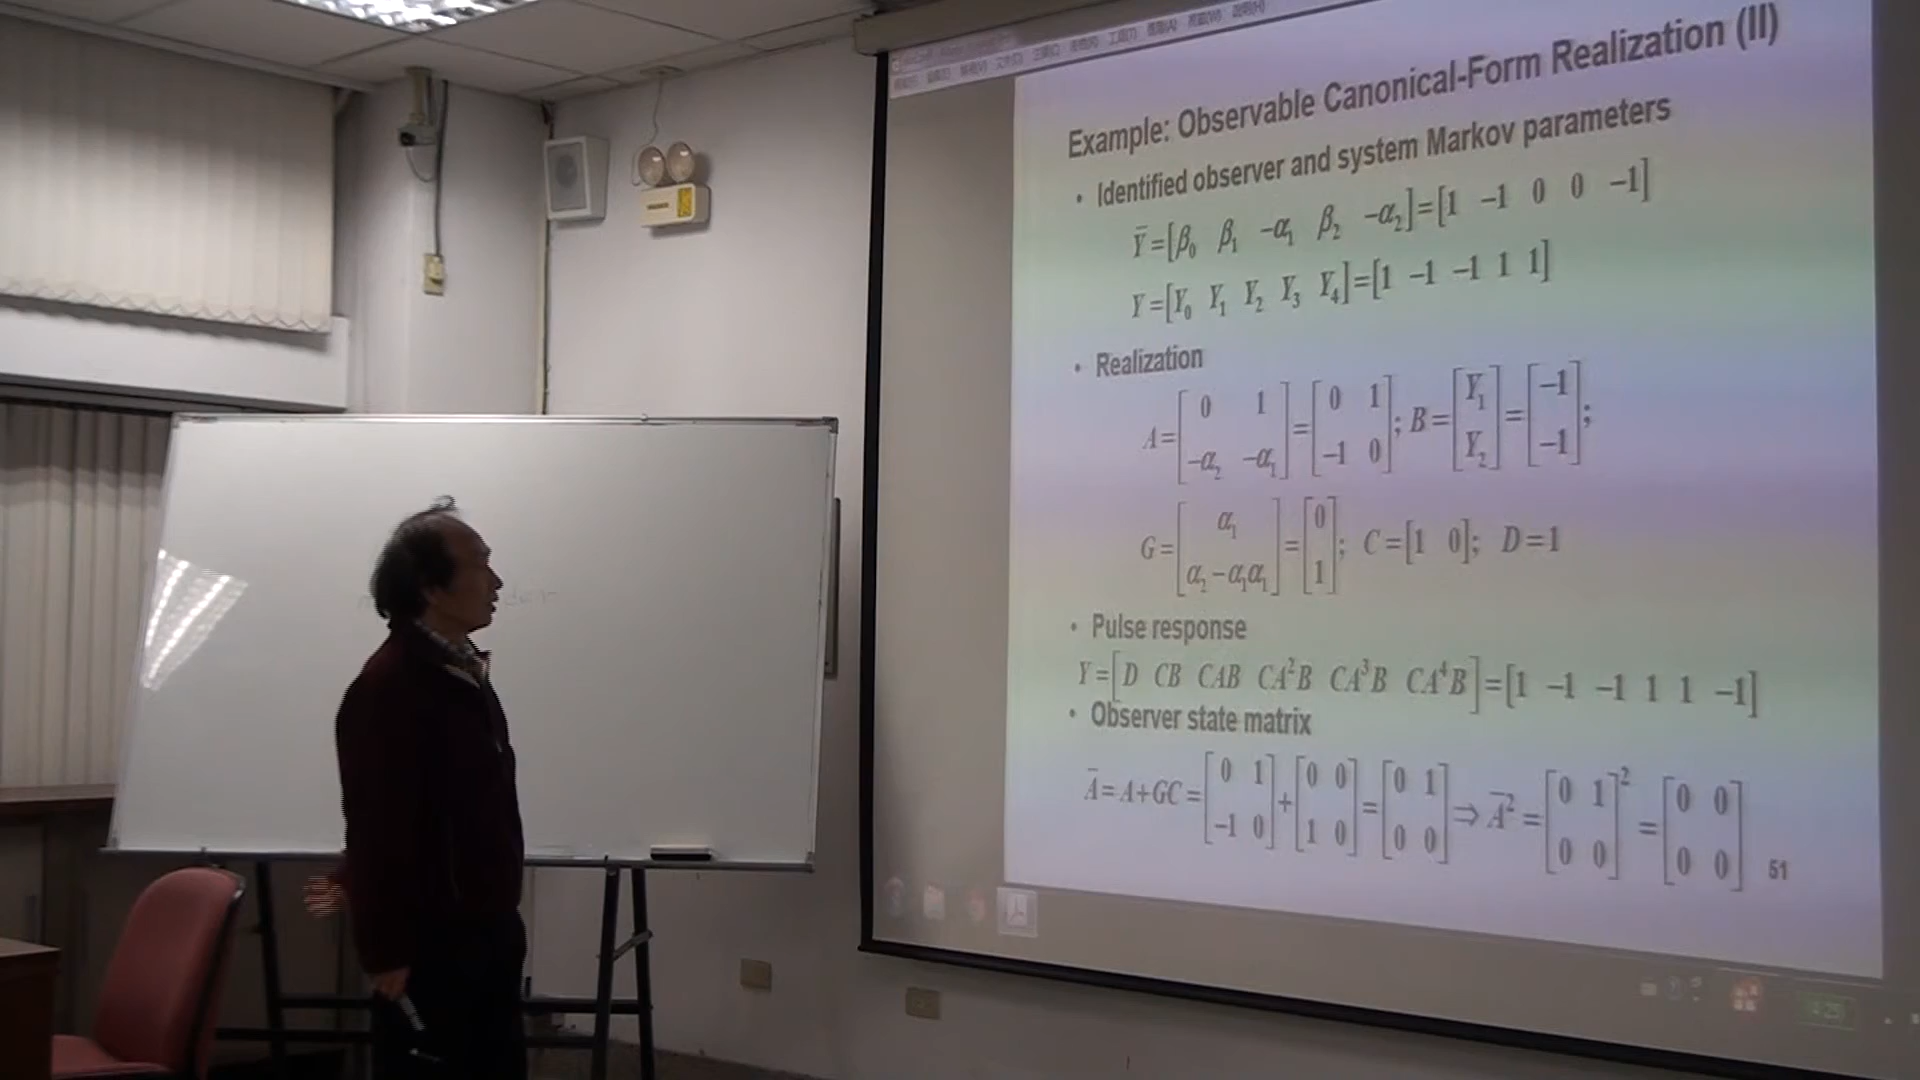 Example: Observable Canonical-Form Realization (II)
• Identified observer and system Markov parameters
Ȳ=[β₀ β₁ −α₁ β₂ −α₂]=[1 −1 0 0 −1]
Y=[Y₀ Y₁ Y₂ Y₃ Y₄]=[1 −1 −1 1 1]
• Realization
A=[0 1; −α₂ −α₁]=[0 1; −1 0]; B=[Y₁; Y₂]=[−1; −1];
G=[α₁; α₂−α₁α₁]=[0; 1]; C=[1 0]; D=1
• Pulse response
Y=[D CB CAB CA²B CA³B CA⁴B]=[1 −1 −1 1 1 −1]
• Observer state matrix
Ā=A+GC=[0 1; −1 0]+[0 0; 1 0]=[0 1; 0 0]⇒Ā²=[0 1; 0 0]²=[0 0; 0 0]
51